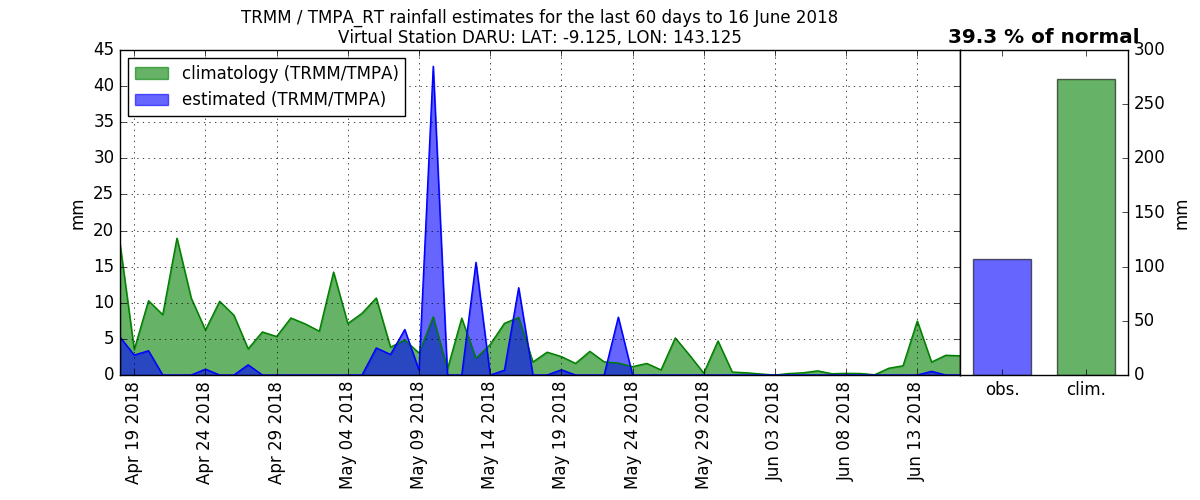 TRMM / TMPA_RT rainfall estimates for the last 60 days to 16 June 2018
Virtual Station DARU: LAT: -9.125, LON: 143.125
39.3 % of normal
climatology (TRMM/TMPA)
estimated (TRMM/TMPA)
45
40
35
30
25
20
15
10
5
0
mm
Apr 19 2018
Apr 24 2018
Apr 29 2018
May 04 2018
May 09 2018
May 14 2018
May 19 2018
May 24 2018
May 29 2018
Jun 03 2018
Jun 08 2018
Jun 13 2018
obs.
clim.
300
250
200
150
100
50
0
mm